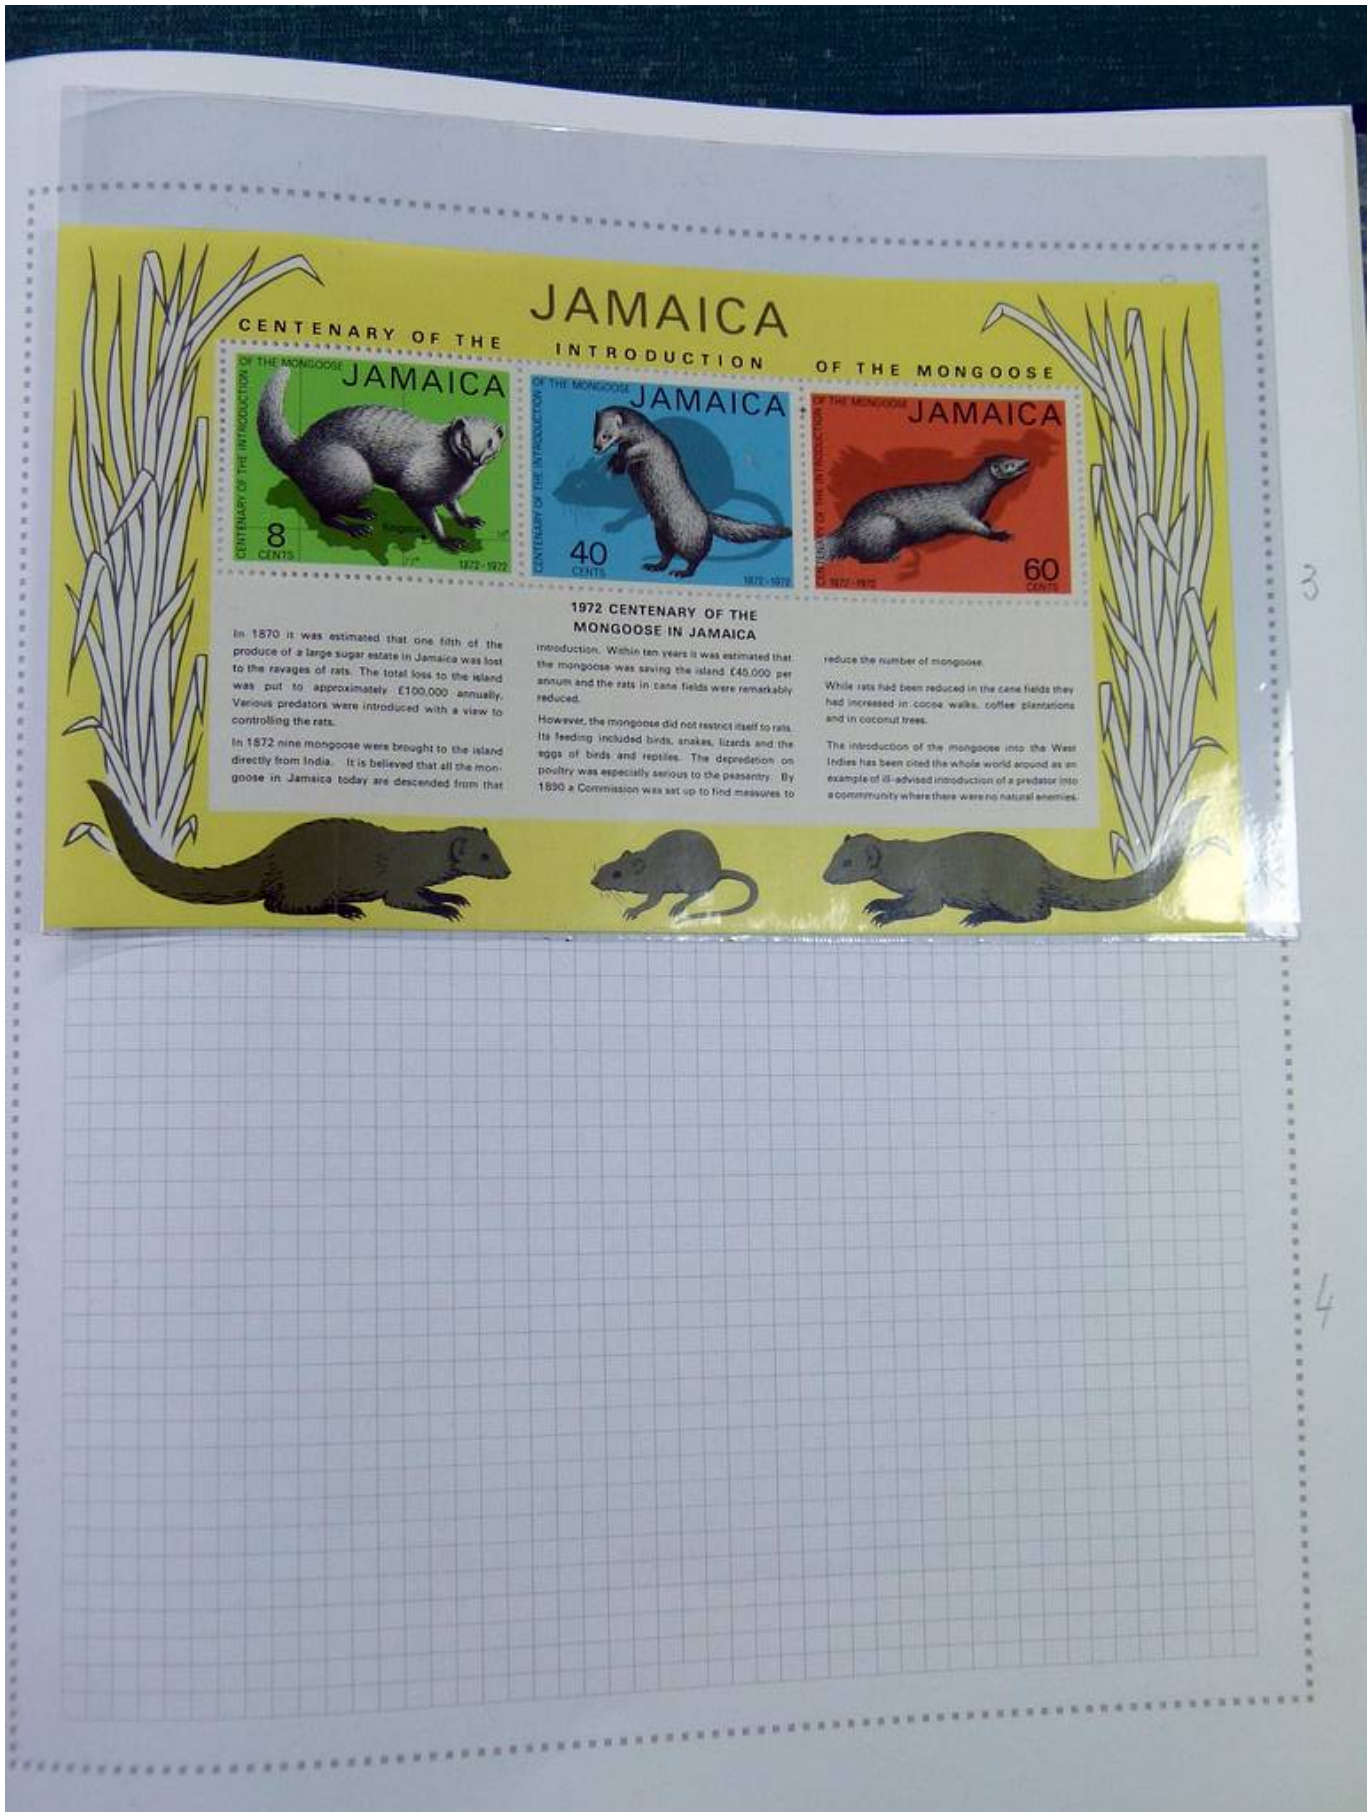 JAMAICA
CENTENARY OF THE INTRODUCTION OF THE MONGOOSE
OF THE MONGOOSE
JAMAICA
CENTENARY OF THE INTRODUCTION
Kingston
8
CENTS
1872-1972
OF THE MONGOOSE
JAMAICA
CENTENARY OF THE INTRODUCTION
40
CENTS
1872-1972
OF THE MONGOOSE
JAMAICA
CENTENARY OF THE INTRODUCTION
1872-1972
60
CENTS
1972 CENTENARY OF THE
MONGOOSE IN JAMAICA
In 1870 it was estimated that one fifth of the
produce of a large sugar estate in Jamaica was lost
to the ravages of rats. The total loss to the island
was put to approximately £100,000 annually.
Various predators were introduced with a view to
controlling the rats.
In 1872 nine mongoose were brought to the island
directly from India. It is believed that all the mon-
goose in Jamaica today are descended from that
introduction. Within ten years it was estimated that
the mongoose was saving the island £45,000 per
annum and the rats in cane fields were remarkably
reduced.
However, the mongoose did not restrict itself to rats.
Its feeding included birds, snakes, lizards and the
eggs of birds and reptiles. The depredation on
poultry was especially serious to the peasantry. By
1890 a Commission was set up to find measures to
reduce the number of mongoose.
While rats had been reduced in the cane fields they
had increased in cocoa walks, coffee plantations
and in coconut trees.
The introduction of the mongoose into the West
Indies has been cited the whole world around as an
example of ill-advised introduction of a predator into
a commmunity where there were no natural enemies.
3
4